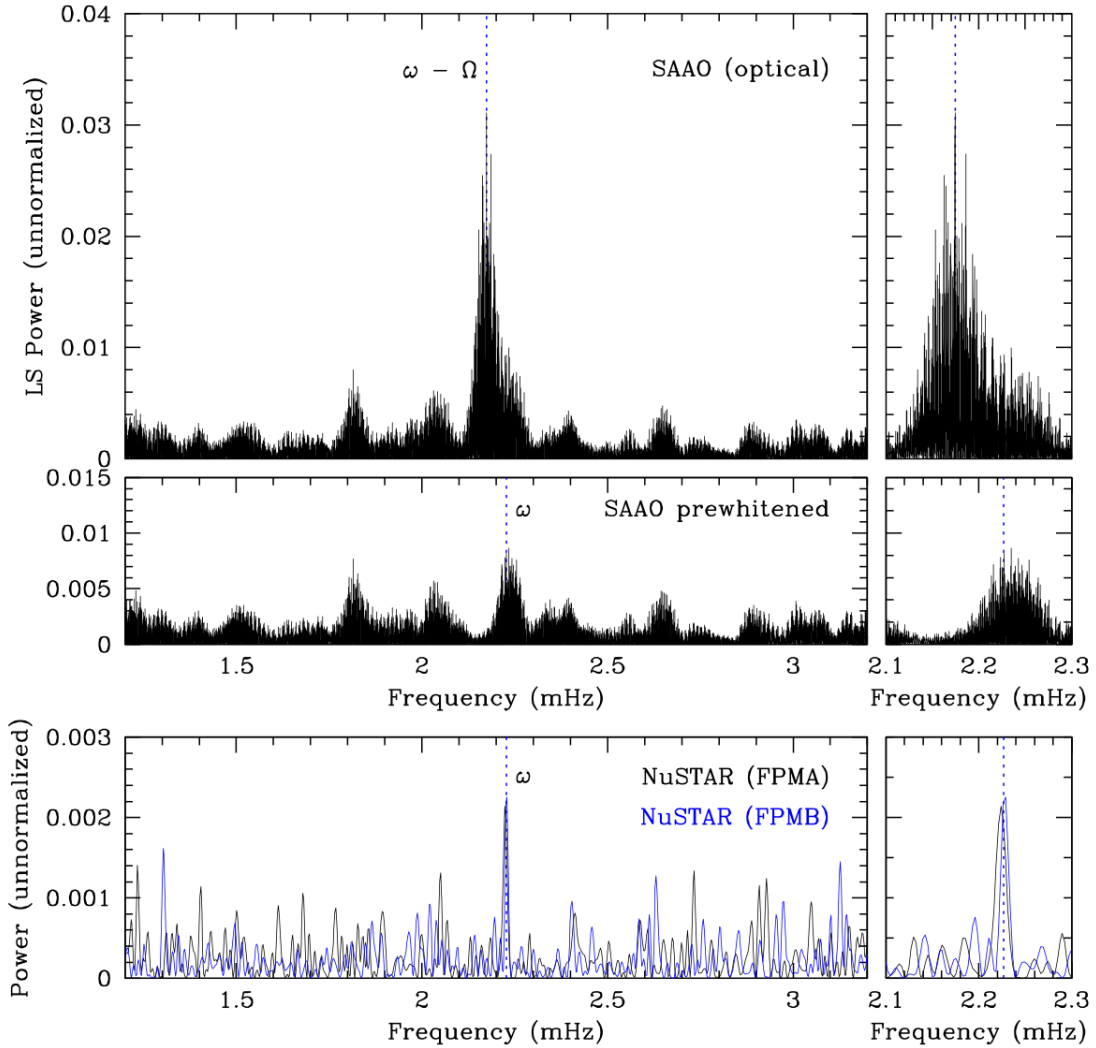 0.04
ω − Ω
SAAO (optical)
0.03
0.02
0.01
0
LS Power (unnormalized)
0.015
ω
SAAO prewhitened
0.01
0.005
0
1.5 2 2.5 3
2.1 2.2 2.3
Frequency (mHz)
Frequency (mHz)
0.003
ω
NuSTAR (FPMA)
NuSTAR (FPMB)
0.002
0.001
0
Power (unnormalized)
1.5 2 2.5 3
2.1 2.2 2.3
Frequency (mHz)
Frequency (mHz)